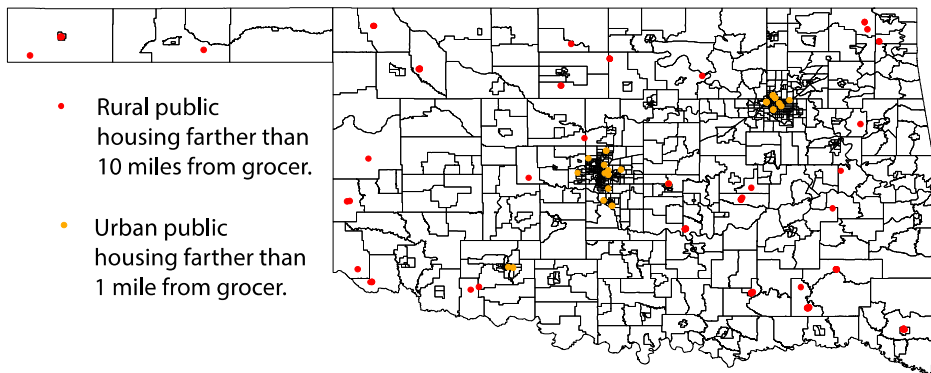 Rural public
housing farther than
10 miles from grocer.
Urban public
housing farther than
1 mile from grocer.